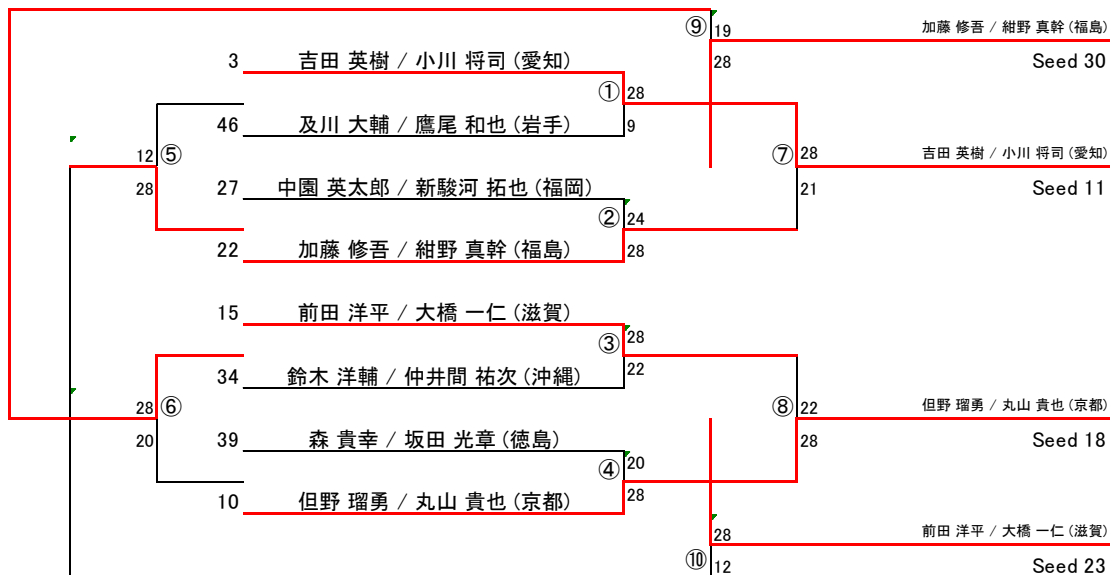 ⑨ 19 加藤 修吾 / 紺野 真幹 (福島)
3 吉田 英樹 / 小川 将司 (愛知) 28 Seed 30
① 28
46 及川 大輔 / 鷹尾 和也 (岩手) 9
12 ⑤ ⑦ 28 吉田 英樹 / 小川 将司 (愛知)
28 27 中園 英太郎 / 新駿河 拓也 (福岡) 21 Seed 11
② 24
22 加藤 修吾 / 紺野 真幹 (福島) 28
15 前田 洋平 / 大橋 一仁 (滋賀)
③ 28
34 鈴木 洋輔 / 仲井間 祐次 (沖縄) 22
28 ⑥ ⑧ 22 但野 瑠勇 / 丸山 貴也 (京都)
20 39 森 貴幸 / 坂田 光章 (徳島) 28 Seed 18
④ 20
10 但野 瑠勇 / 丸山 貴也 (京都) 28
28 前田 洋平 / 大橋 一仁 (滋賀)
⑩ 12 Seed 23